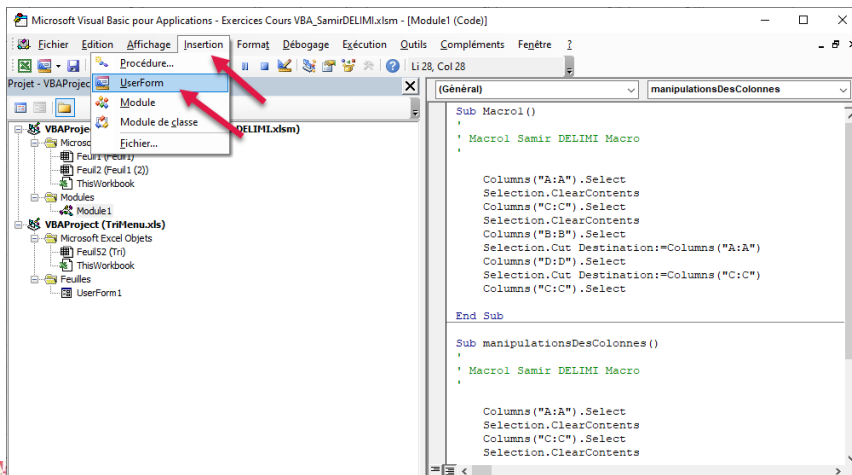 Microsoft Visual Basic pour Applications - Exercices Cours VBA_SamirDELIMI.xlsm - [Module1 (Code)]
Fichier Edition Affichage Insertion Format Débogage Exécution Outils Compléments Fenêtre ?
Li 28, Col 28
Procédure...
UserForm
Module
Module de classe
Fichier...
Projet - VBAProjec
VBAProje DELIMI.xlsm)
Microsc
Feuil1 (Feuil1)
Feuil2 (Feuil1 (2))
ThisWorkbook
Modules
Module1
VBAProject (TriMenu.xls)
Microsoft Excel Objets
Feuil52 (Tri)
ThisWorkbook
Feuilles
UserForm1
(Général) manipulationsDesColonnes
Sub Macro1()
'
' Macro1 Samir DELIMI Macro
'
Columns("A:A").Select
Selection.ClearContents
Columns("C:C").Select
Selection.ClearContents
Columns("B:B").Select
Selection.Cut Destination:=Columns("A:A")
Columns("D:D").Select
Selection.Cut Destination:=Columns("C:C")
Columns("C:C").Select
End Sub
Sub manipulationsDesColonnes()
'
' Macro1 Samir DELIMI Macro
'
Columns("A:A").Select
Selection.ClearContents
Columns("C:C").Select
Selection.ClearContents